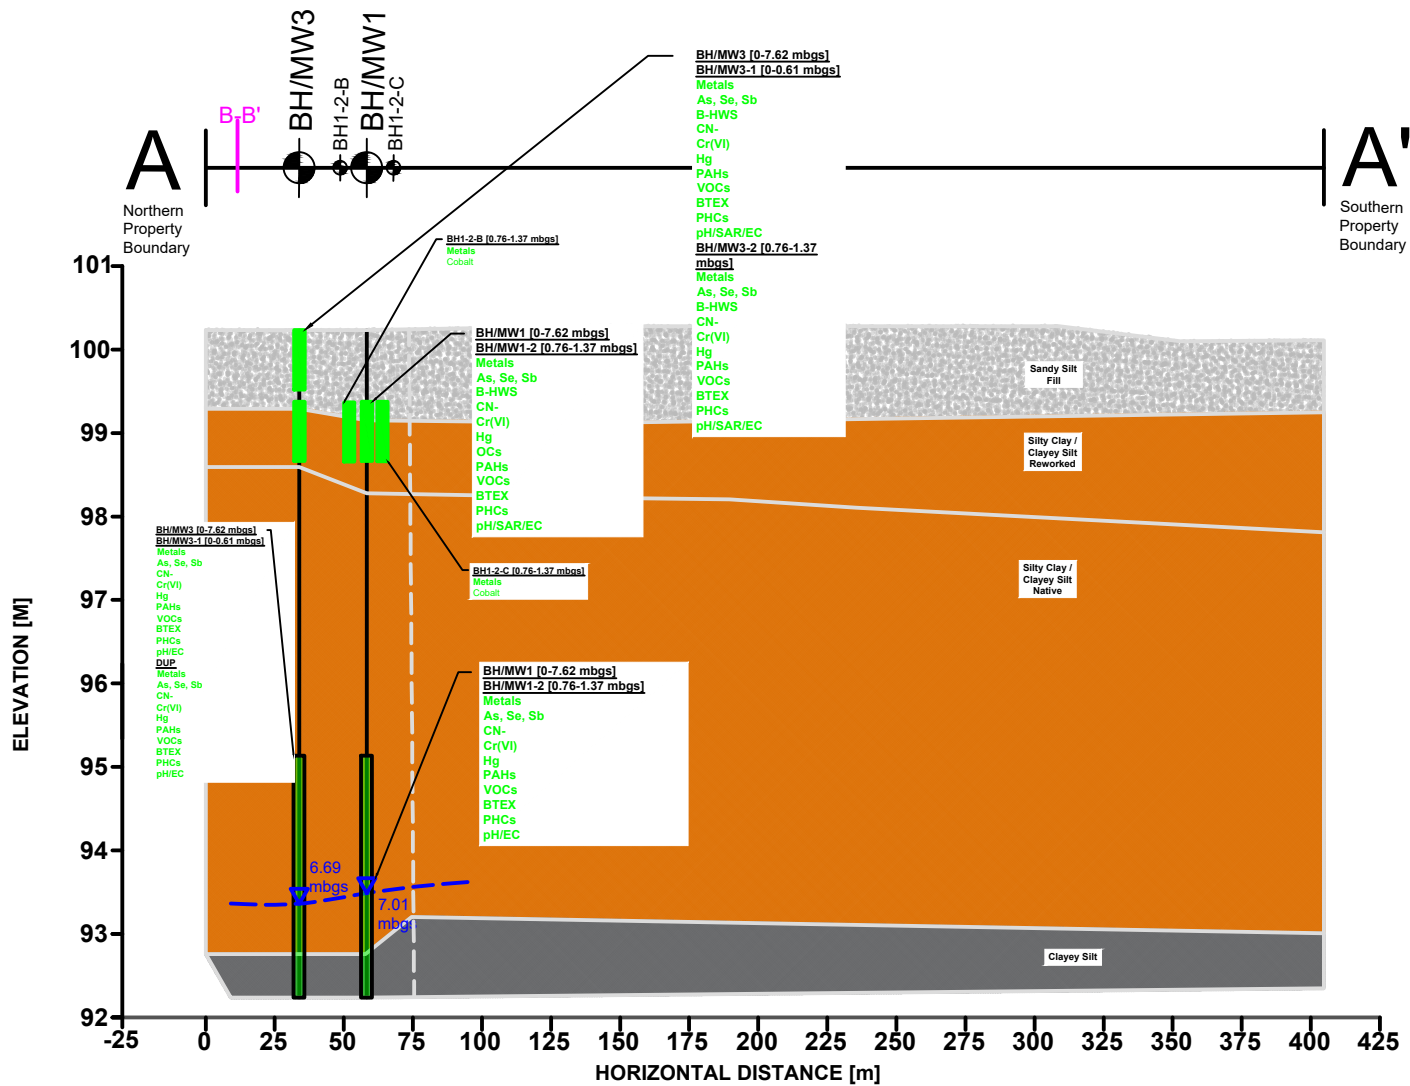 BH/MW3
BH1-2-B
BH/MW1
BH1-2-C
B-B'
A
A'
Northern
Property
Boundary
Southern
Property
Boundary
BH/MW3 [0-7.62 mbgs]
BH/MW3-1 [0-0.61 mbgs]
Metals
As, Se, Sb
B-HWS
CN-
Cr(VI)
Hg
PAHs
VOCs
BTEX
PHCs
pH/SAR/EC
BH/MW3-2 [0.76-1.37
mbgs]
Metals
As, Se, Sb
B-HWS
CN-
Cr(VI)
Hg
PAHs
VOCs
BTEX
PHCs
pH/SAR/EC
BH1-2-B [0.76-1.37 mbgs]
Metals
Cobalt
BH/MW1 [0-7.62 mbgs]
BH/MW1-2 [0.76-1.37 mbgs]
Metals
As, Se, Sb
B-HWS
CN-
Cr(VI)
Hg
OCs
PAHs
VOCs
BTEX
PHCs
pH/SAR/EC
Sandy Silt
Fill
Silty Clay /
Clayey Silt
Reworked
Silty Clay /
Clayey Silt
Native
BH1-2-C [0.76-1.37 mbgs]
Metals
Cobalt
BH/MW3 [0-7.62 mbgs]
BH/MW3-1 [0-0.61 mbgs]
Metals
As, Se, Sb
CN-
Cr(VI)
Hg
PAHs
VOCs
BTEX
PHCs
pH/EC
DUP
Metals
As, Se, Sb
CN-
Cr(VI)
Hg
PAHs
VOCs
BTEX
PHCs
pH/EC
BH/MW1 [0-7.62 mbgs]
BH/MW1-2 [0.76-1.37 mbgs]
Metals
As, Se, Sb
CN-
Cr(VI)
Hg
PAHs
VOCs
BTEX
PHCs
pH/EC
6.69
mbgs
7.01
mbgs
Clayey Silt
ELEVATION [M]
101
100
99
98
97
96
95
94
93
92
-25 0 25 50 75 100 125 150 175 200 225 250 275 300 325 350 375 400 425
HORIZONTAL DISTANCE [m]